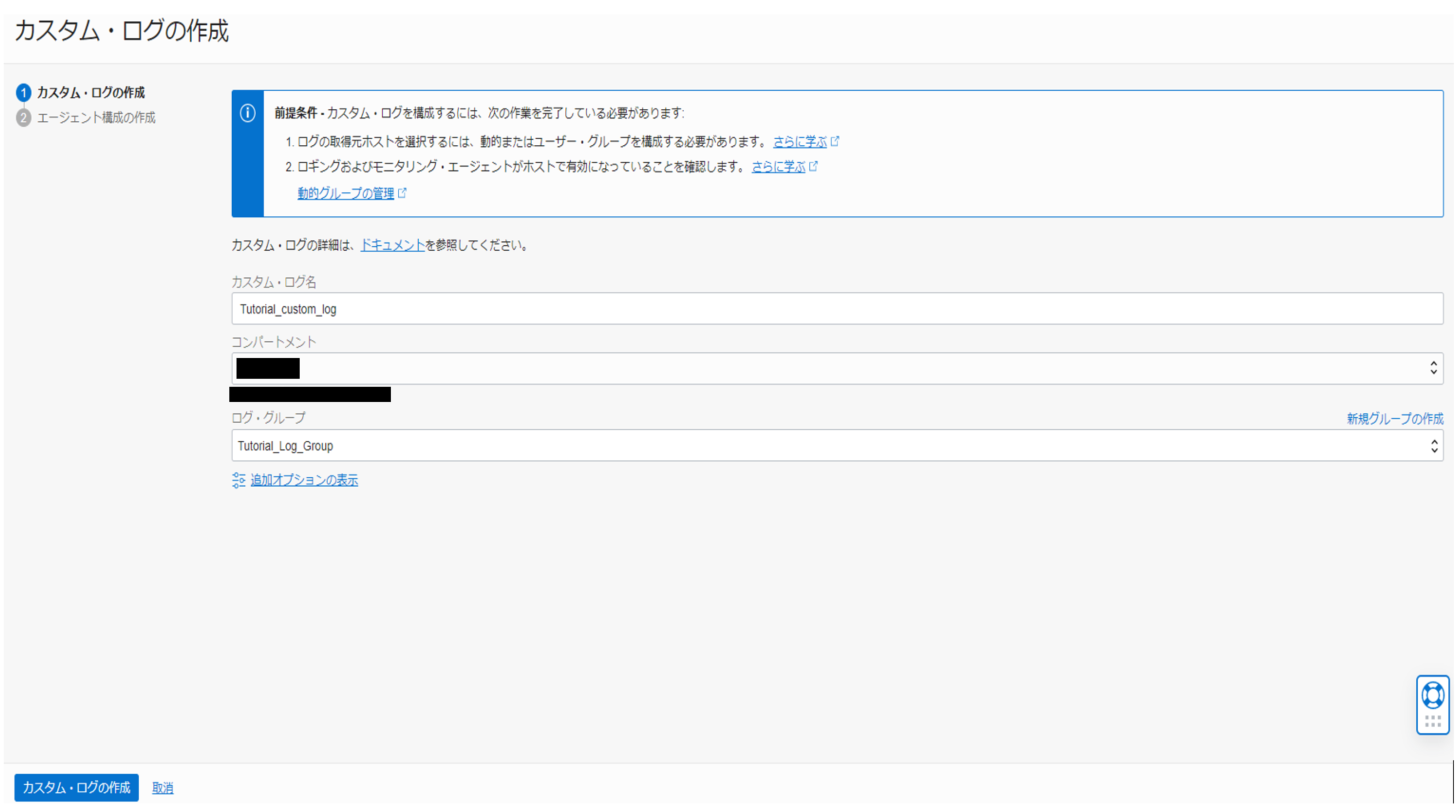 カスタム・ログの作成
1 カスタム・ログの作成
2 エージェント構成の作成
前提条件 - カスタム・ログを構成するには、次の作業を完了している必要があります:
1. ログの取得元ホストを選択するには、動的またはユーザー・グループを構成する必要があります。 さらに学ぶ
2. ロギングおよびモニタリング・エージェントがホストで有効になっていることを確認します。 さらに学ぶ
動的グループの管理
カスタム・ログの詳細は、ドキュメントを参照してください。
カスタム・ログ名
Tutorial_custom_log
コンパートメント
ログ・グループ 新規グループの作成
Tutorial_Log_Group
追加オプションの表示
カスタム・ログの作成 取消